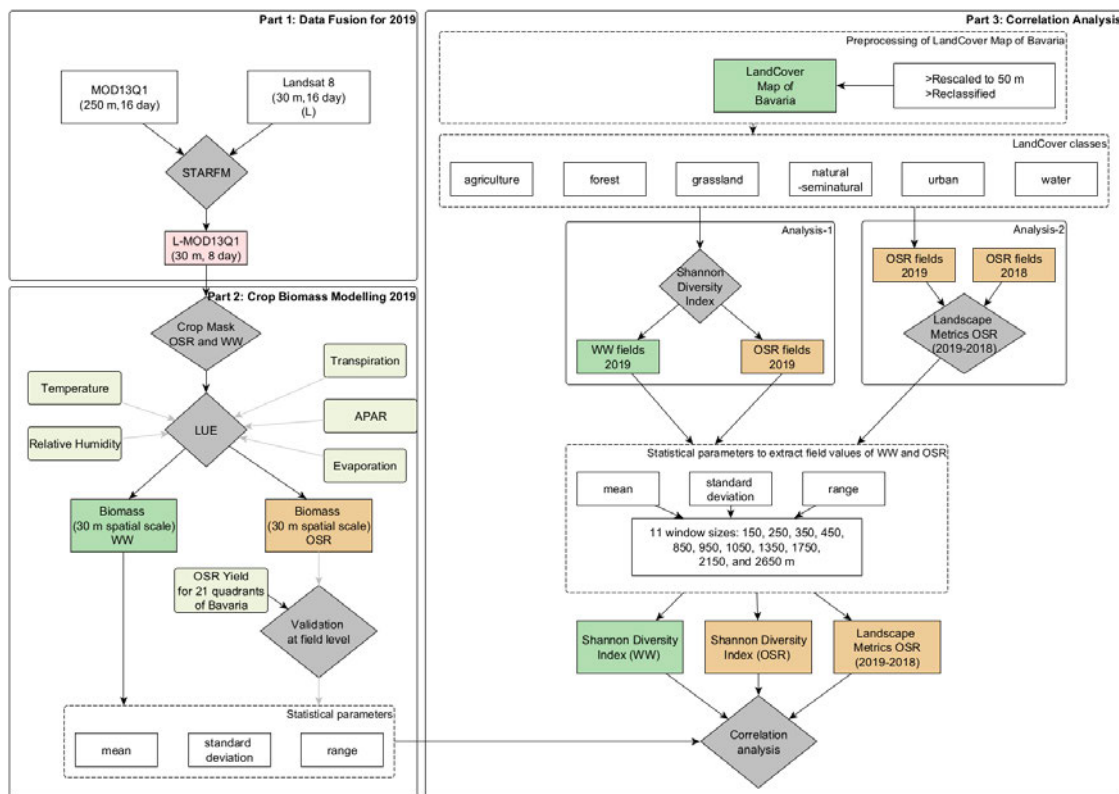 Part 1: Data Fusion for 2019
MOD13Q1
(250 m,16 day)
Landsat 8
(30 m,16 day)
(L)
STARFM
L-MOD13Q1
(30 m, 8 day)
Part 2: Crop Biomass Modelling 2019
Crop Mask
OSR and WW
Transpiration
Temperature
APAR
LUE
Relative Humidity
Evaporation
Biomass
(30 m spatial scale)
WW
Biomass
(30 m spatial scale)
OSR
OSR Yield
for 21 quadrants
of Bavaria
Validation
at field level
Statistical parameters
mean
standard
deviation
range
Part 3: Correlation Analysis
Preprocessing of LandCover Map of Bavaria
LandCover
Map of
Bavaria
>Rescaled to 50 m
>Reclassified
LandCover classes
agriculture
forest
grassland
natural
-seminatural
urban
water
Analysis-1
Shannon
Diversity
Index
WW fields
2019
OSR fields
2019
Analysis-2
OSR fields
2019
OSR fields
2018
Landscape
Metrics OSR
(2019-2018)
Statistical parameters to extract field values of WW and OSR
mean
standard
deviation
range
11 window sizes: 150, 250, 350, 450,
850, 950, 1050, 1350, 1750,
2150, and 2650 m
Shannon Diversity
Index (WW)
Shannon Diversity
Index (OSR)
Landscape
Metrics OSR
(2019-2018)
Correlation
analysis